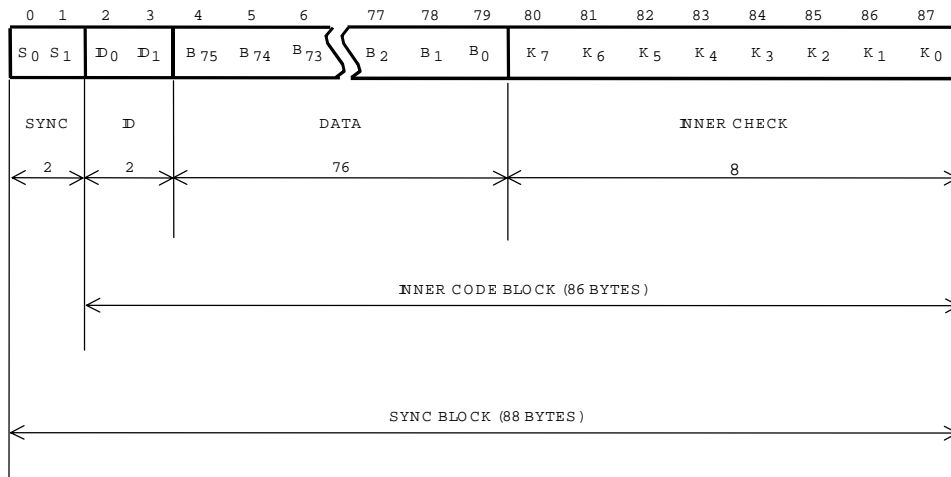 0 1 2 3 4 5 6 77 78 79 80 81 82 83 84 85 86 87
S0 S1 ID0 ID1 B75 B74 B73 B2 B1 B0 K7 K6 K5 K4 K3 K2 K1 K0
SYNC ID DATA INNER CHECK
2 2 76 8
INNER CODE BLOCK (86 BYTES)
SYNC BLOCK (88 BYTES)